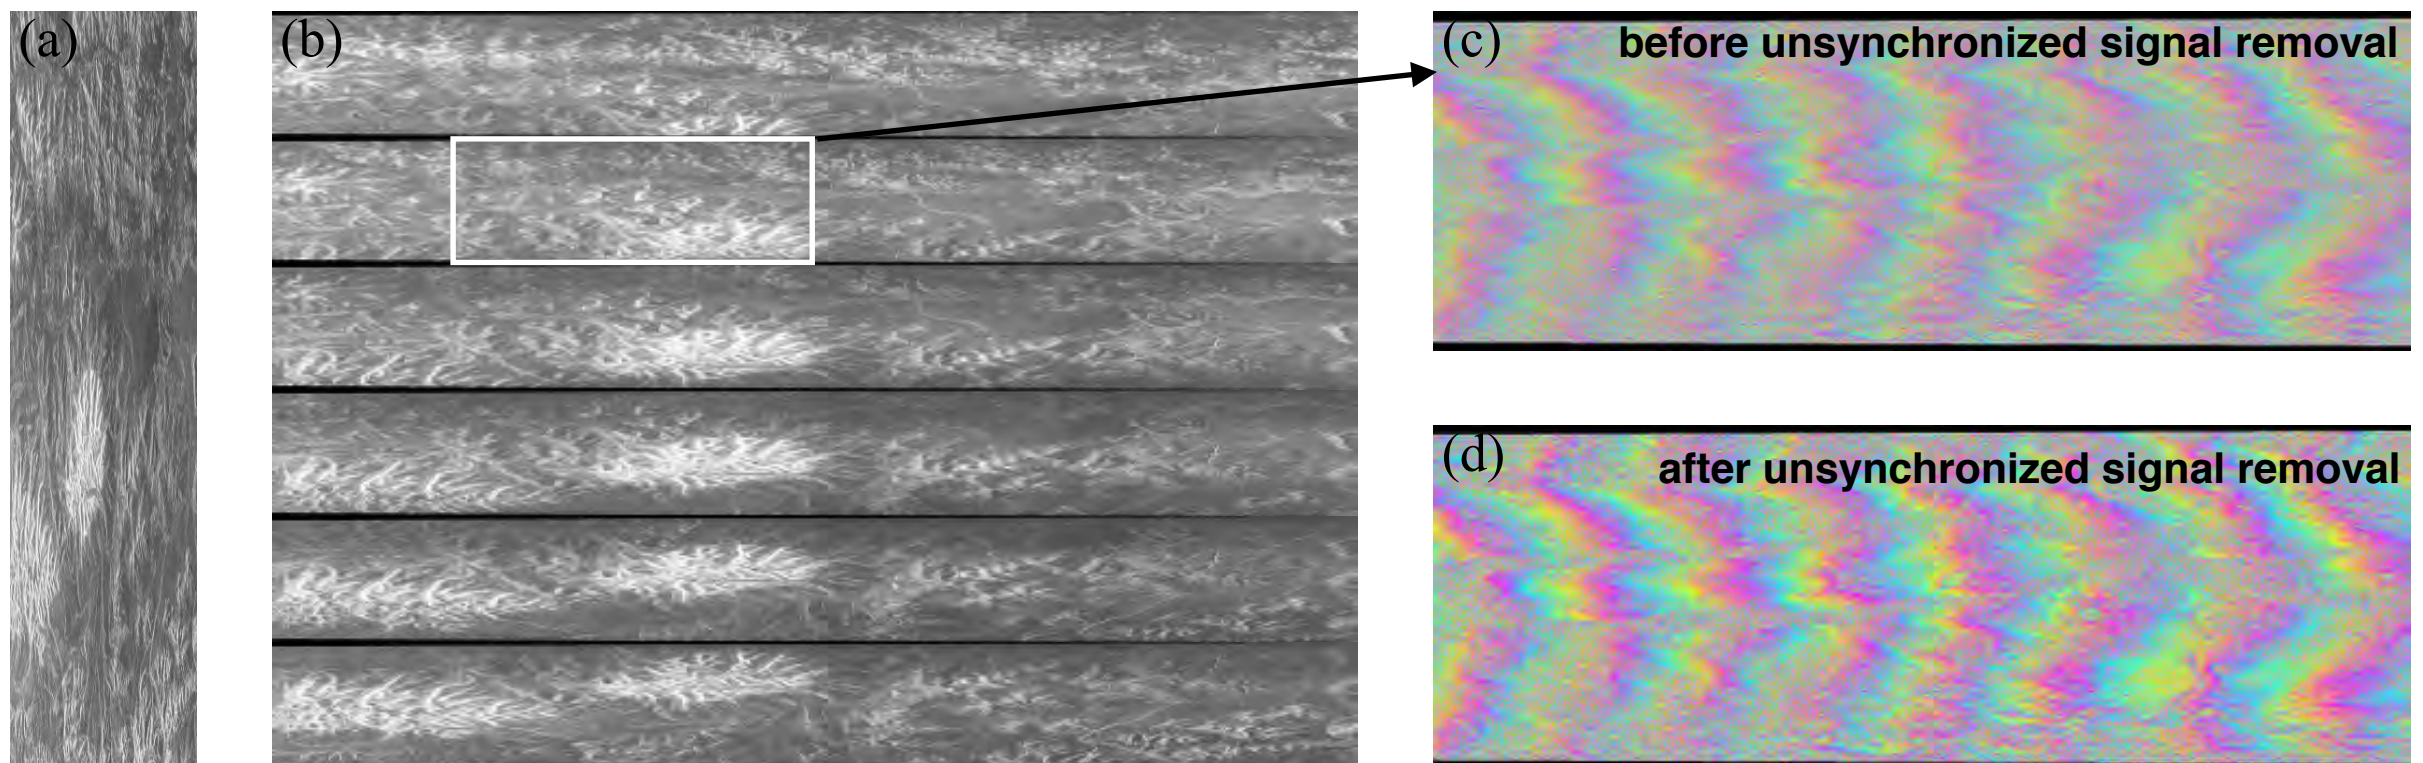 (a)
(b)
(c) before unsynchronized signal removal
(d) after unsynchronized signal removal